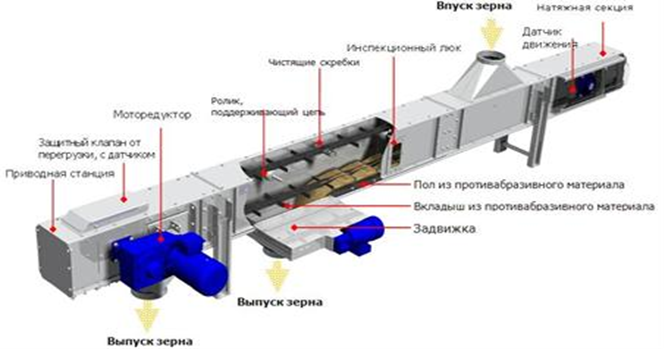 Впуск зерна
Натяжная секция
Датчик
движения
Инспекционный люк
Чистящие скребки
Ролик,
поддерживающий цепь
Моторедуктор
Защитный клапан от
перегрузки, с датчиком
Приводная станция
Пол из противабразивного материала
Вкладыш из противабразивного материала
Задвижка
Выпуск зерна
Выпуск зерна